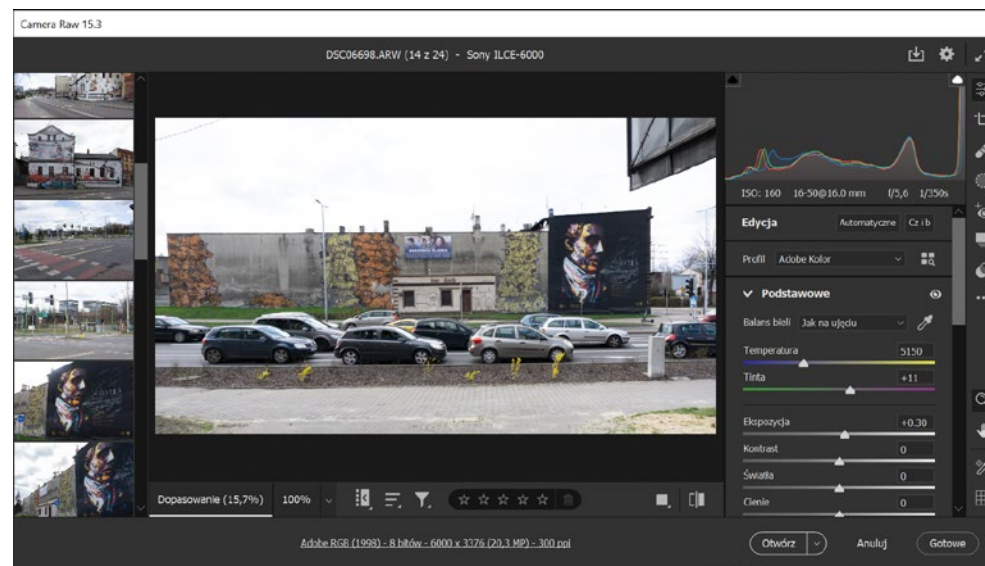 Camera Raw 15.3
DSC06698.ARW (14 z 24) - Sony ILCE-6000
ISO: 160 16-50@16.0 mm f/5,6 1/350s
Edycja Automatyczne Cz i b
Profil Adobe Kolor
Podstawowe
Balans bieli Jak na ujęciu
Temperatura 5150
Tinta +11
Ekspozycja +0.30
Kontrast 0
Światła 0
Cienie 0
Dopasowanie (15,7%) 100%
Adobe RGB (1998) - 8 bitów - 6000 x 3376 (20,3 MP) - 300 ppi
Otwórz Anuluj Gotowe